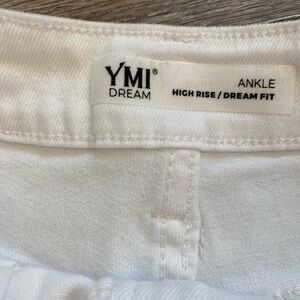 YMI®
DREAM
ANKLE
HIGH RISE / DREAM FIT